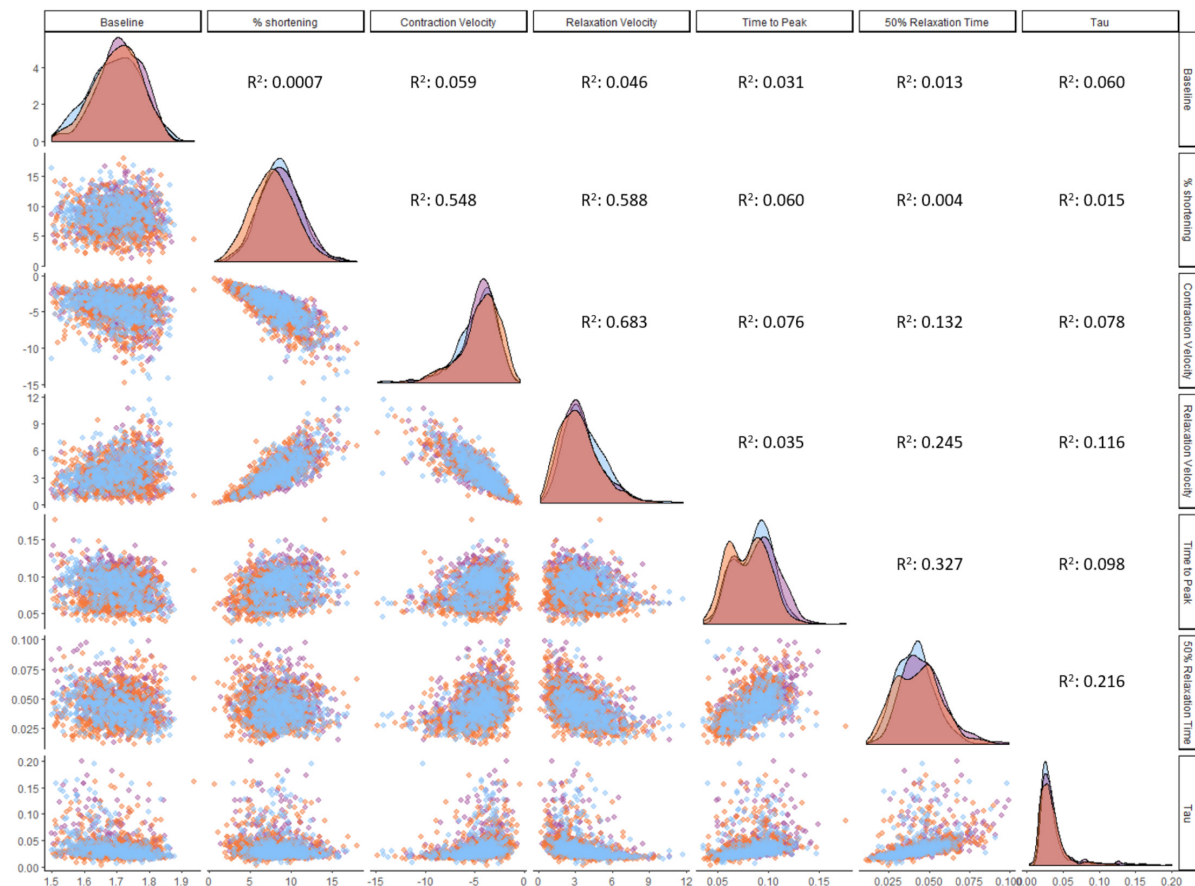 Baseline % shortening Contraction Velocity Relaxation Velocity Time to Peak 50% Relaxation Time Tau
4
2
0
R²: 0.0007 R²: 0.059 R²: 0.046 R²: 0.031 R²: 0.013 R²: 0.060
Baseline
15
10
5
0
R²: 0.548 R²: 0.588 R²: 0.060 R²: 0.004 R²: 0.015
% shortening
0
-5
-10
-15
R²: 0.683 R²: 0.076 R²: 0.132 R²: 0.078
Contraction Velocity
12
9
6
3
0
R²: 0.035 R²: 0.245 R²: 0.116
Relaxation Velocity
0.15
0.10
0.05
R²: 0.327 R²: 0.098
Time to Peak
0.100
0.075
0.050
0.025
R²: 0.216
50% Relaxation Time
0.20
0.15
0.10
0.05
0.00
Tau
1.5 1.6 1.7 1.8 1.9 0 5 10 15 -15 -10 -5 0 0 3 6 9 12 0.05 0.10 0.15 0.025 0.050 0.075 0.100 0.00 0.05 0.10 0.15 0.20